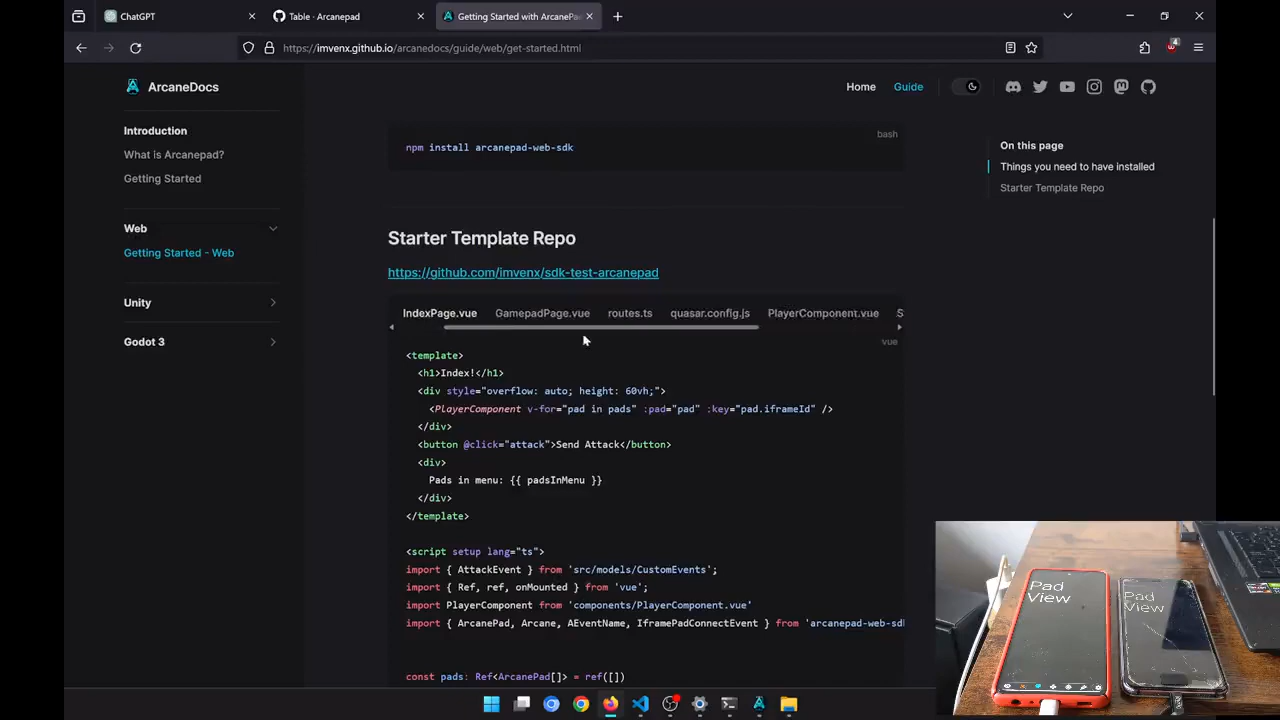 ChatGPT
Table · Arcanepad
Getting Started with ArcanePa
https://imvenx.github.io/arcanedocs/guide/web/get-started.html
4
ArcaneDocs
Home
Guide
Introduction
What is Arcanepad?
Getting Started
Web
Getting Started - Web
Unity
Godot 3
bash
npm install arcanepad-web-sdk
On this page
Things you need to have installed
Starter Template Repo
Starter Template Repo
https://github.com/imvenx/sdk-test-arcanepad
IndexPage.vue GamepadPage.vue routes.ts quasar.config.js PlayerComponent.vue S
vue
<template>
<h1>Index!</h1>
<div style="overflow: auto; height: 60vh;">
<PlayerComponent v-for="pad in pads" :pad="pad" :key="pad.iframeId" />
</div>
<button @click="attack">Send Attack</button>
<div>
Pads in menu: {{ padsInMenu }}
</div>
</template>
<script setup lang="ts">
import { AttackEvent } from 'src/models/CustomEvents';
import { Ref, ref, onMounted } from 'vue';
import PlayerComponent from 'components/PlayerComponent.vue'
import { ArcanePad, Arcane, AEventName, IframePadConnectEvent } from 'arcanepad-web-sdk
const pads: Ref<ArcanePad[]> = ref([])
Pad
View
Pad
View